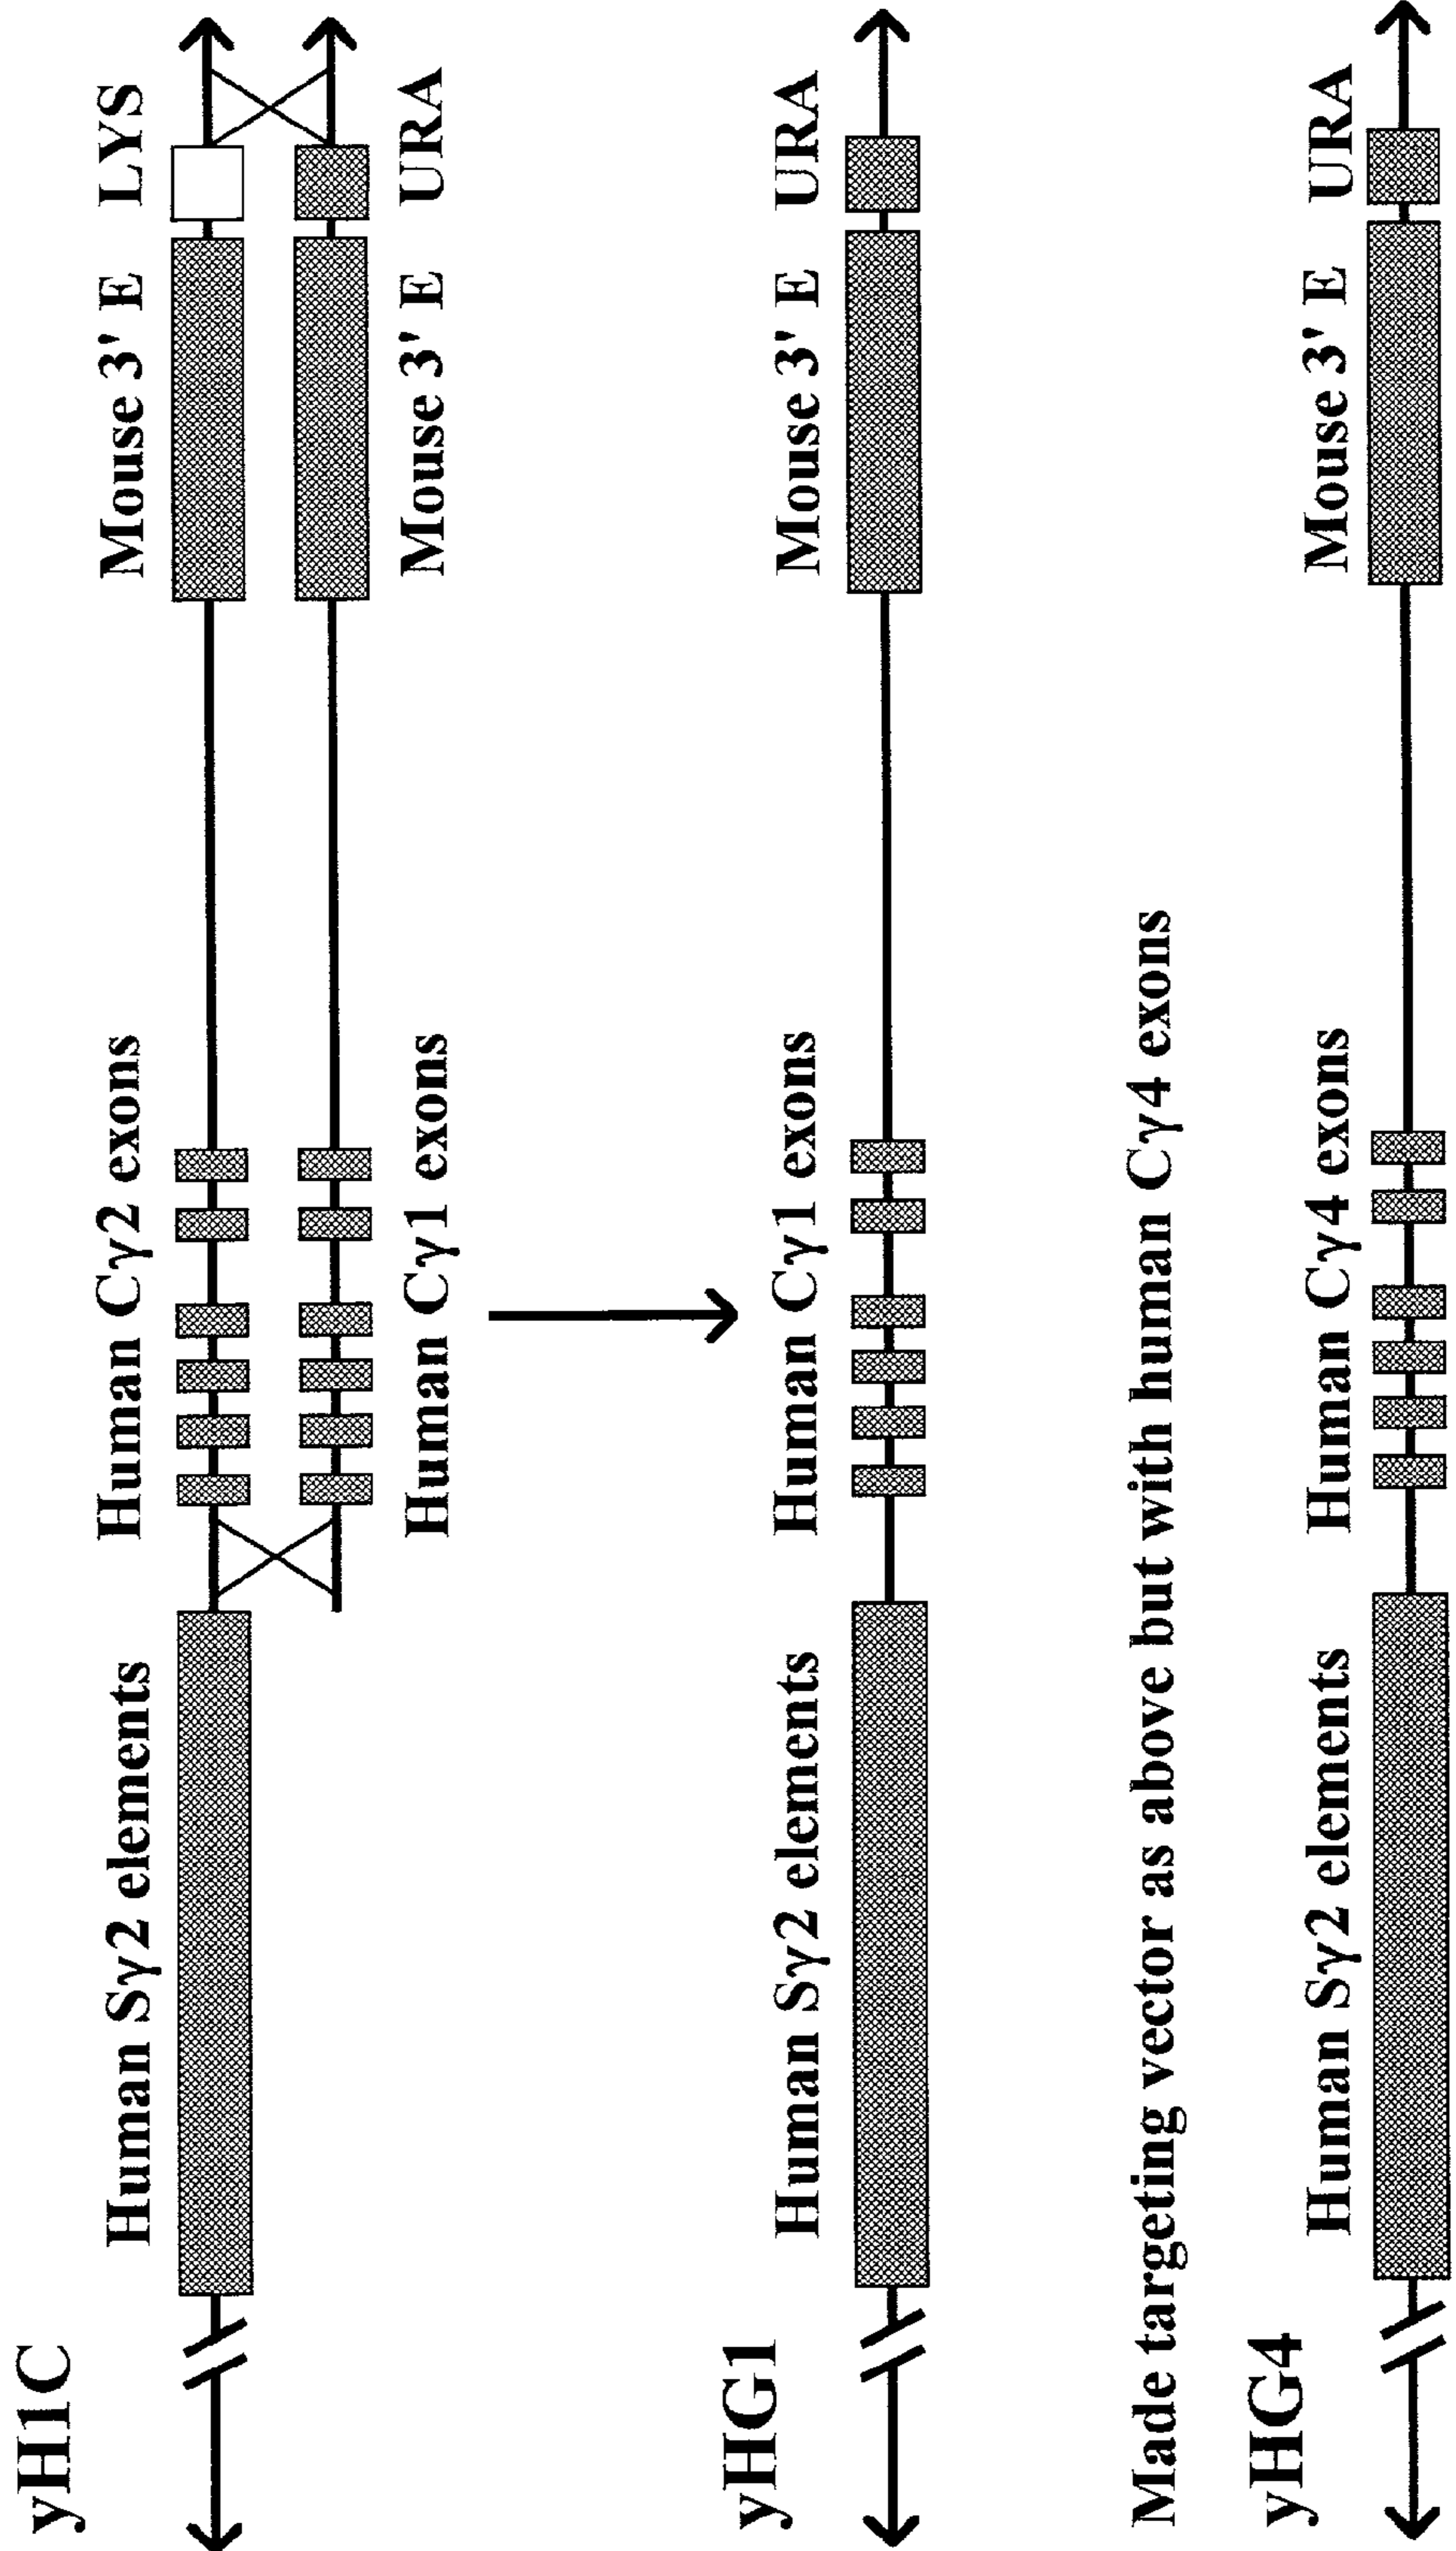 yH1C
Human Sγ2 elements
Human Cγ2 exons
Mouse 3' E
LYS
Human Cγ1 exons
Mouse 3' E
URA
yHG1
Human Sγ2 elements
Human Cγ1 exons
Mouse 3' E
URA
Made targeting vector as above but with human Cγ4 exons
yHG4
Human Sγ2 elements
Human Cγ4 exons
Mouse 3' E
URA